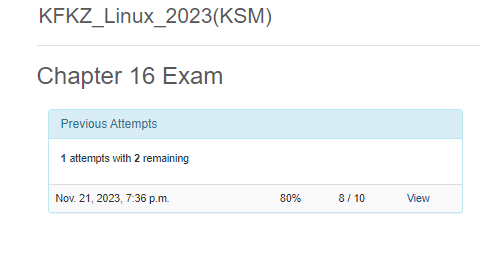 KFKZ_Linux_2023(KSM)
Chapter 16 Exam
Previous Attempts
1 attempts with 2 remaining
Nov. 21, 2023, 7:36 p.m. 80% 8 / 10 View